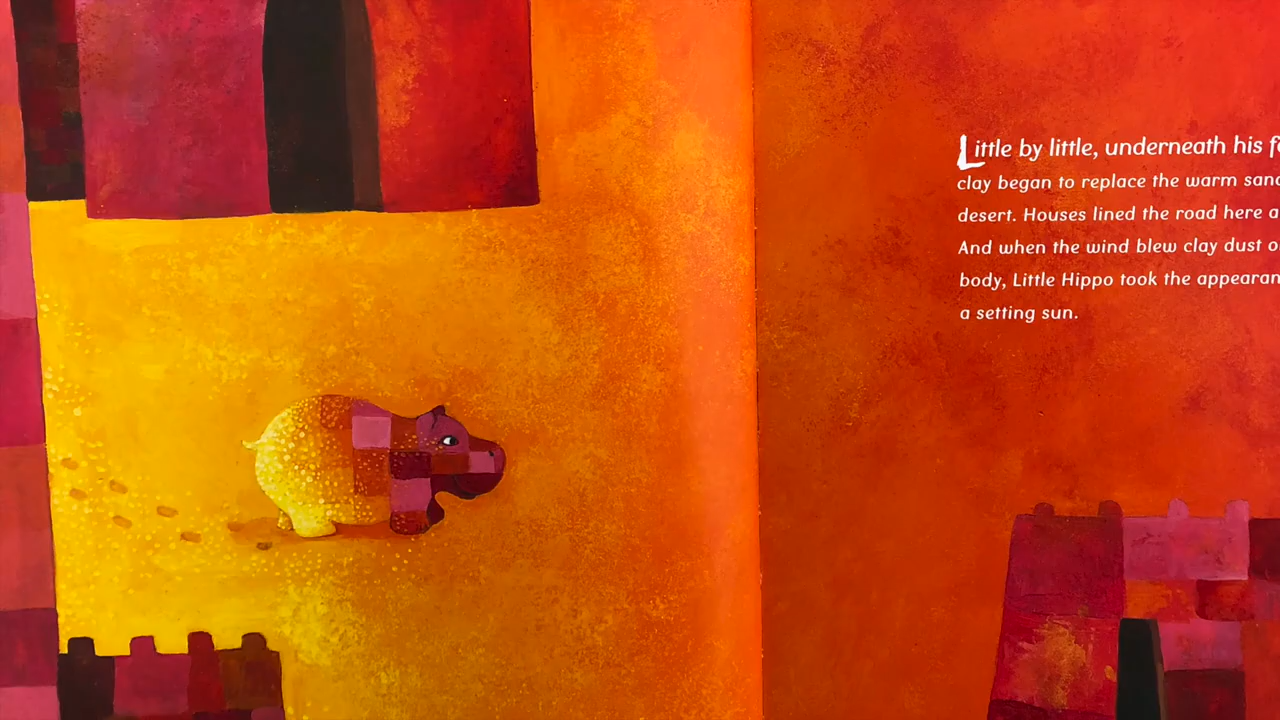 Little by little, underneath his
clay began to replace the warm
desert. Houses lined the road here
And when the wind blew clay dust
body, Little Hippo took the
a setting sun.